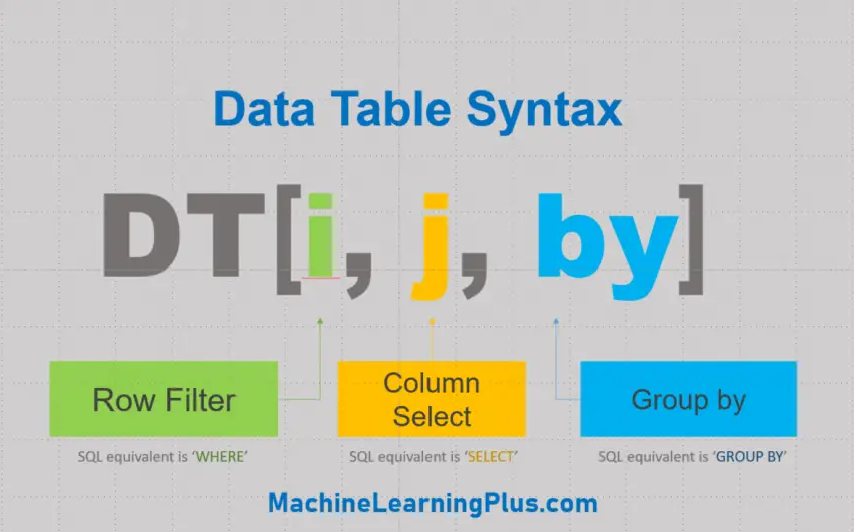 Data Table Syntax
DT[i, j, by]
Row Filter
Column
Select
Group by
SQL equivalent is ‘WHERE’
SQL equivalent is ‘SELECT’
SQL equivalent is ‘GROUP BY’
MachineLearningPlus.com